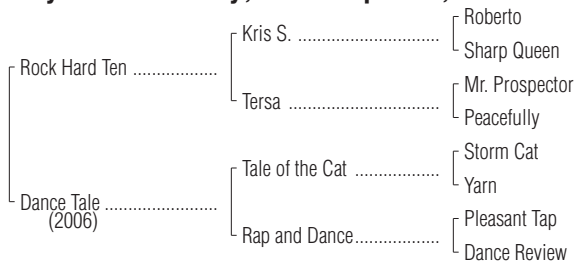 Roberto
Kris S. ....................................
Sharp Queen
Rock Hard Ten ..................
Mr. Prospector
Tersa ......................................
Peacefully
Storm Cat
Tale of the Cat .....................
Yarn
Dance Tale ........................
(2006)
Pleasant Tap
Rap and Dance.....................
Dance Review